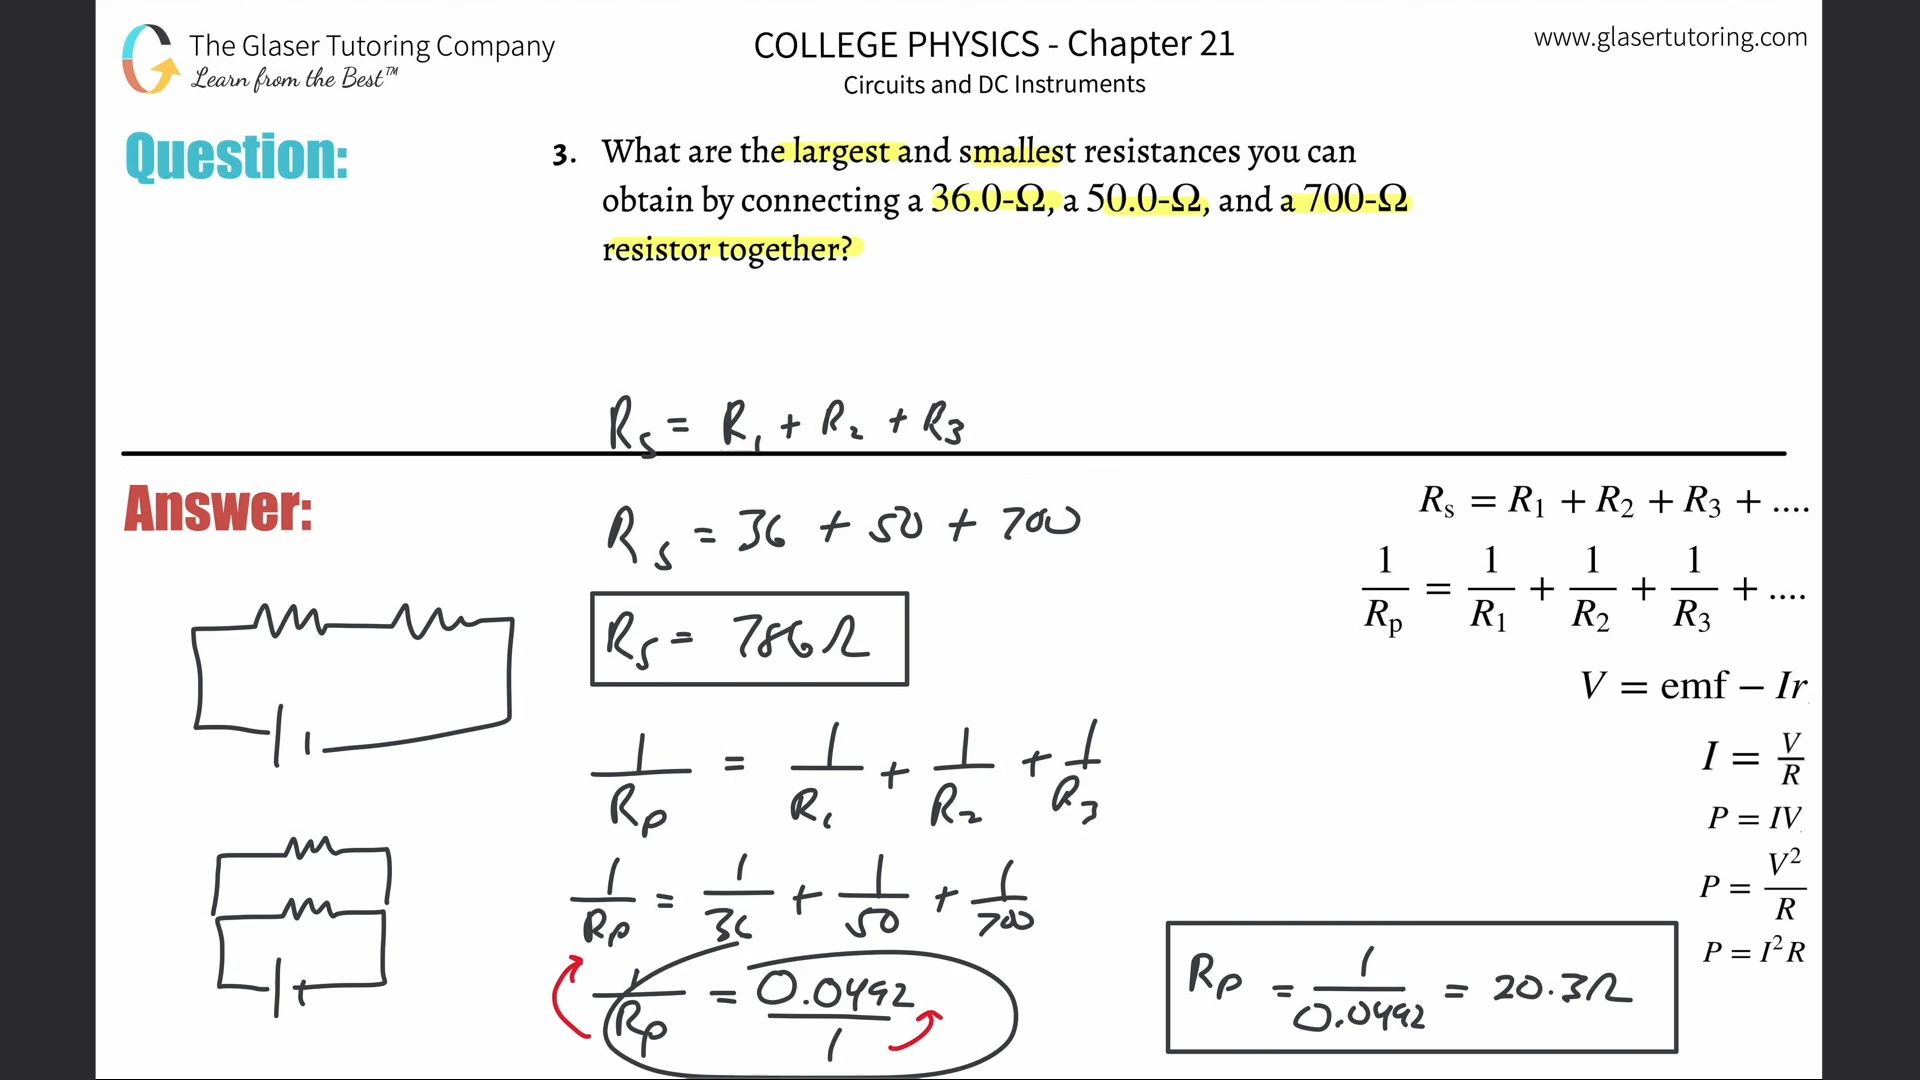 The Glaser Tutoring Company
Learn from the Best™
COLLEGE PHYSICS - Chapter 21
Circuits and DC Instruments
www.glasertutoring.com
Question:
3. What are the largest and smallest resistances you can
obtain by connecting a 36.0-Ω, a 50.0-Ω, and a 700-Ω
resistor together?
Rs = R1 + R2 + R3
Answer:
Rs = 36 + 50 + 700
Rs = 786Ω
1/Rp = 1/R1 + 1/R2 + 1/R3
1/Rp = 1/36 + 1/50 + 1/700
1/Rp = 0.0492/1
Rp = 1/0.0492 = 20.3Ω
Rs = R1 + R2 + R3 + ....
1/Rp = 1/R1 + 1/R2 + 1/R3 + ....
V = emf − Ir
I = V/R
P = IV
P = V²/R
P = I²R